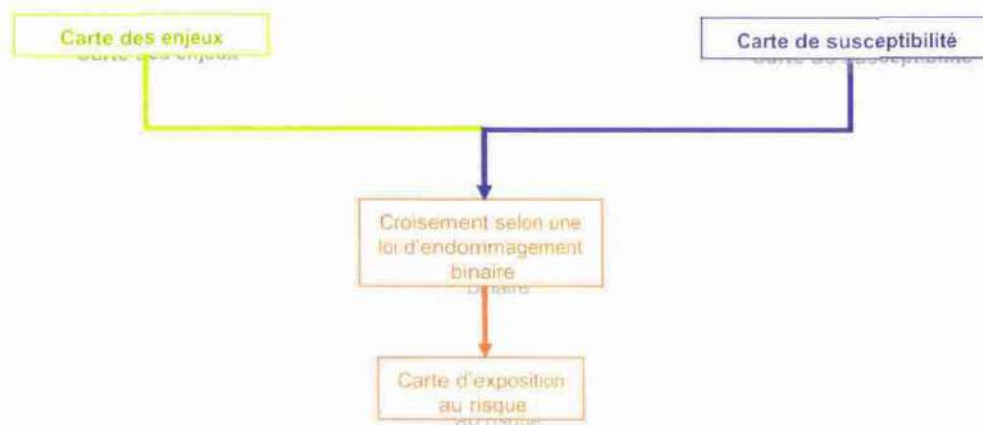 Carte des enjeux
Carte de susceptibilité
Croisement selon une
loi d'endommagement
binaire
Carte d'exposition
au risque